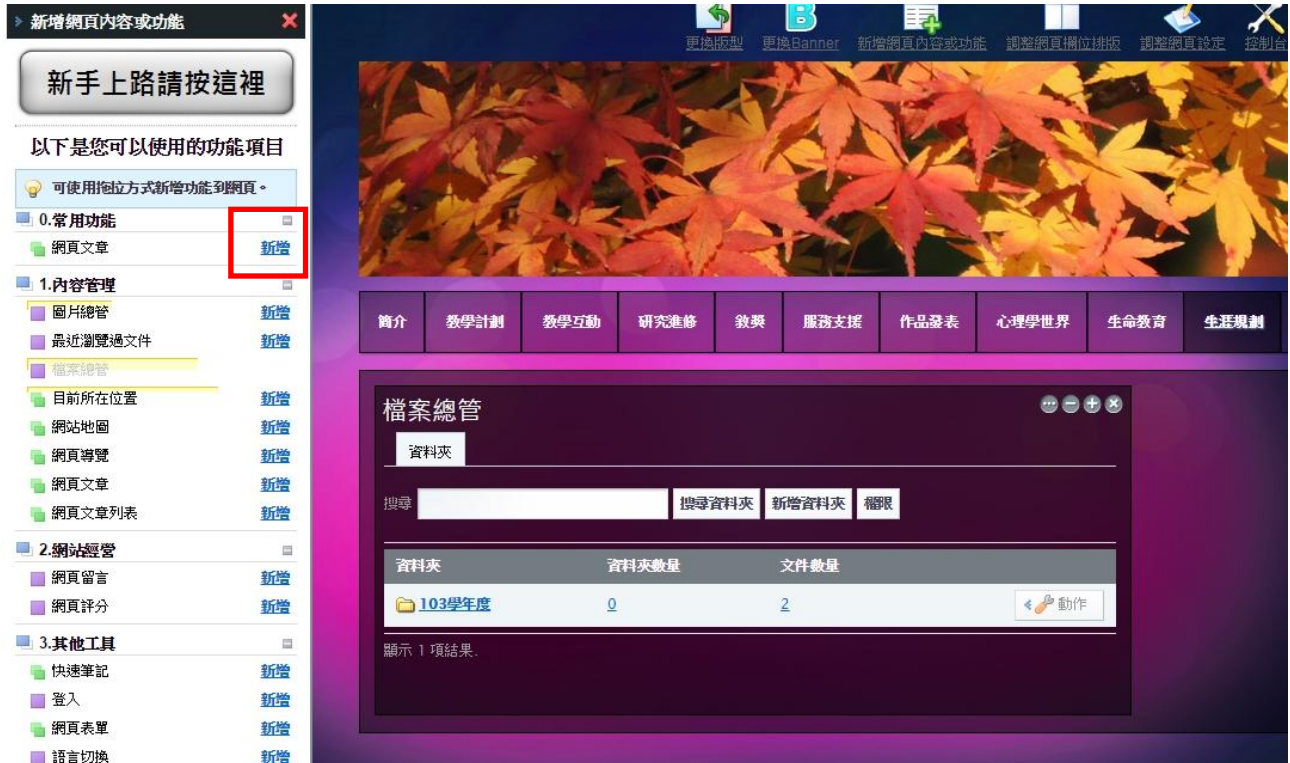 新增網頁內容或功能
新手上路請按這裡
以下是您可以使用的功能項目
可使用拖拉方式新增功能到網頁。
0.常用功能
網頁文章 新增
1.內容管理
圖片總管 新增
最近瀏覽過文件 新增
檔案總管
目前所在位置 新增
網站地圖 新增
網頁導覽 新增
網頁文章 新增
網頁文章列表 新增
2.網站經營
網頁留言 新增
網頁評分 新增
3.其他工具
快速筆記 新增
登入 新增
網頁表單 新增
語言切換 新增
更換版型 更換Banner 新增網頁內容或功能 調整網頁欄位排版 調整網頁設定 控制台
簡介 教學計劃 教學互動 研究進修 敘獎 服務支援 作品發表 心理學世界 生命教育 生涯規劃
檔案總管
資料夾
搜尋 搜尋資料夾 新增資料夾 權限
資料夾 資料夾數量 文件數量
103學年度 0 2 動作
顯示 1 項結果.